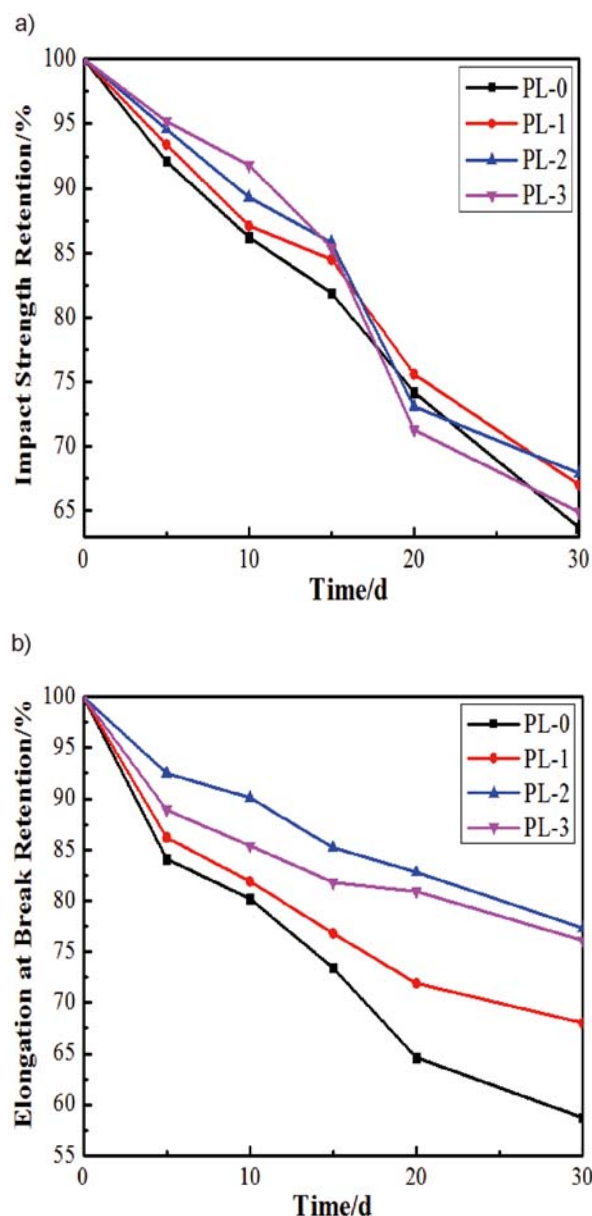 a)
100
95
90
85
80
75
70
65
0
10
20
30
Impact Strength Retention/%
Time/d
PL-0
PL-1
PL-2
PL-3
b)
100
95
90
85
80
75
70
65
60
55
0
10
20
30
Elongation at Break Retention/%
Time/d
PL-0
PL-1
PL-2
PL-3